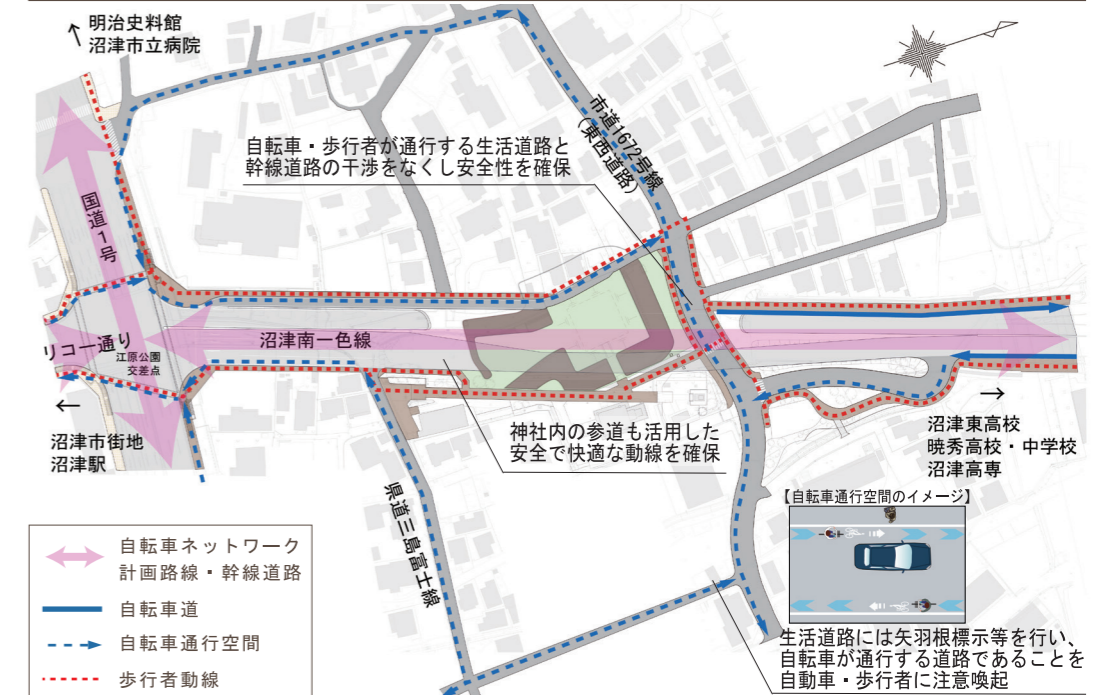 明治史料館
沼津市立病院
市道1672号線
(東西道路)
自転車・歩行者が通行する生活道路と
幹線道路の干渉をなくし安全性を確保
国道1号
リコー通り
江原公園
交差点
沼津南一色線
沼津市街地
沼津駅
神社内の参道も活用した
安全で快適な動線を確保
沼津東高校
暁秀高校・中学校
沼津高専
県道三島富士線
【自転車通行空間のイメージ】
生活道路には矢羽根標示等を行い、
自転車が通行する道路であることを
自動車・歩行者に注意喚起
自転車ネットワーク
計画路線・幹線道路
自転車道
自転車通行空間
歩行者動線